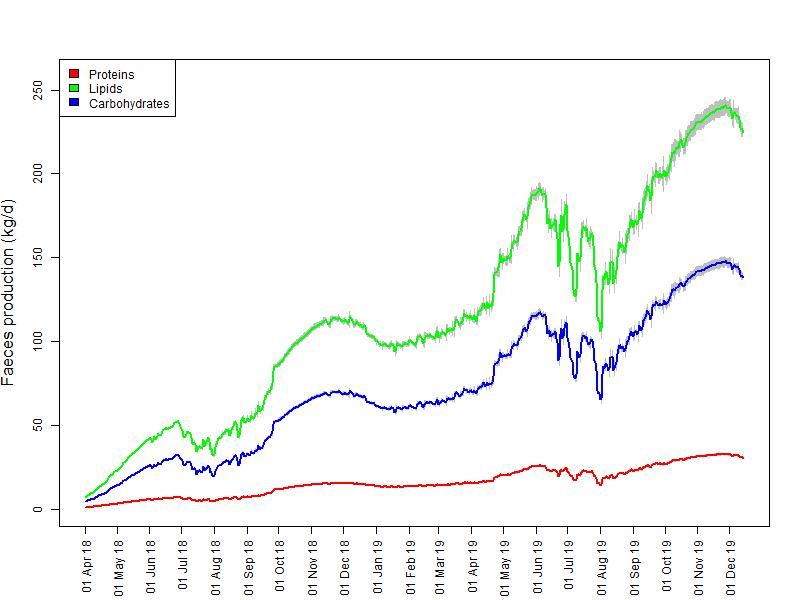 Proteins
Lipids
Carbohydrates
Faeces production (kg/d)
250
200
150
100
50
0
01 Apr 18
01 May 18
01 Jun 18
01 Jul 18
01 Aug 18
01 Sep 18
01 Oct 18
01 Nov 18
01 Dec 18
01 Jan 19
01 Feb 19
01 Mar 19
01 Apr 19
01 May 19
01 Jun 19
01 Jul 19
01 Aug 19
01 Sep 19
01 Oct 19
01 Nov 19
01 Dec 19